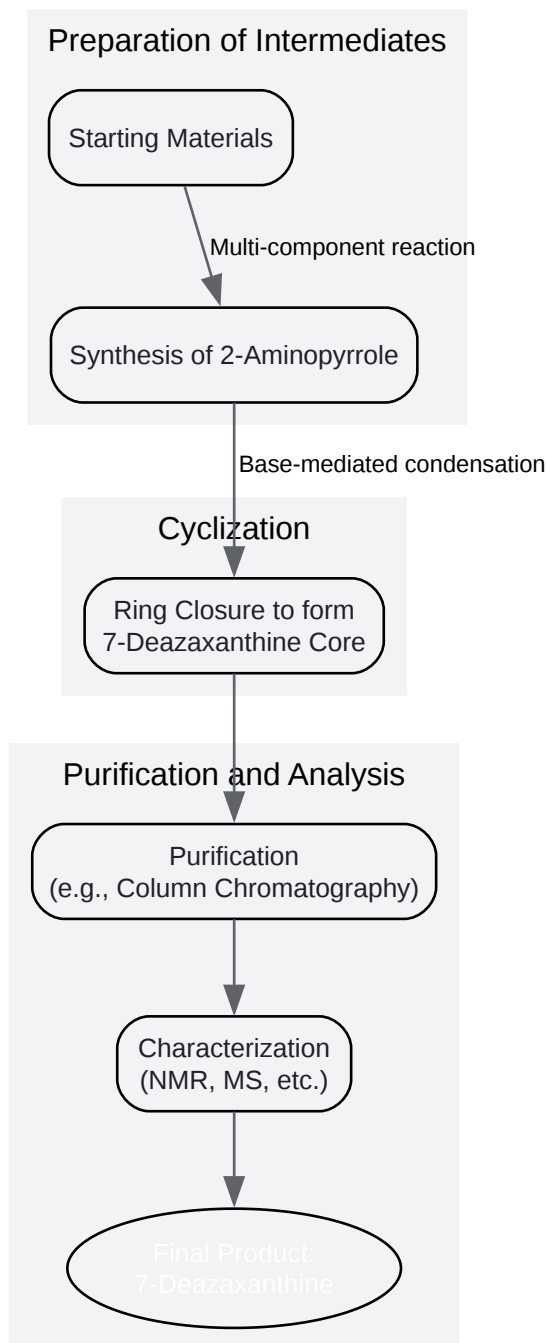 Preparation of Intermediates
Starting Materials
Multi-component reaction
Synthesis of 2-Aminopyrrole
Base-mediated condensation
Cyclization
Ring Closure to form
7-Deazaxanthine Core
Purification and Analysis
Purification
(e.g., Column Chromatography)
Characterization
(NMR, MS, etc.)
Final Product:
7-Deazaxanthine